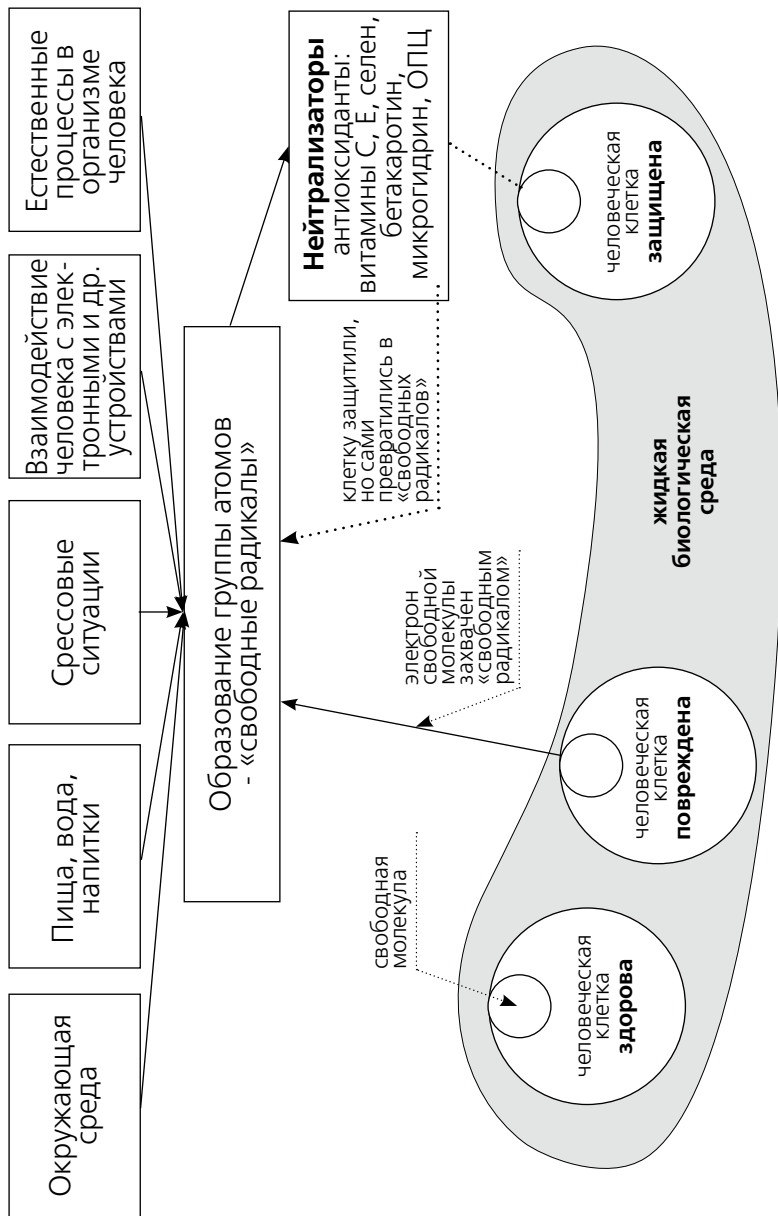 Окружающая
среда
Пища, вода,
напитки
Срессовые
ситуации
Взаимодействие
человека с элек-
тронными и др.
устройствами
Естественные
процессы в
организме
человека
Образование группы атомов
- «свободные радикалы»
Нейтрализаторы
антиоксиданты:
витамины С, Е, селен,
бетакаротин,
микрогидрин, ОПЦ
свободная
молекула
электрон
свободной
молекулы
захвачен
«свободным
радикалом»
клетку защитили,
но сами
превратились в
«свободных
радикалов»
человеческая
клетка
здорова
человеческая
клетка
повреждена
жидкая
биологическая
среда
человеческая
клетка
защищена